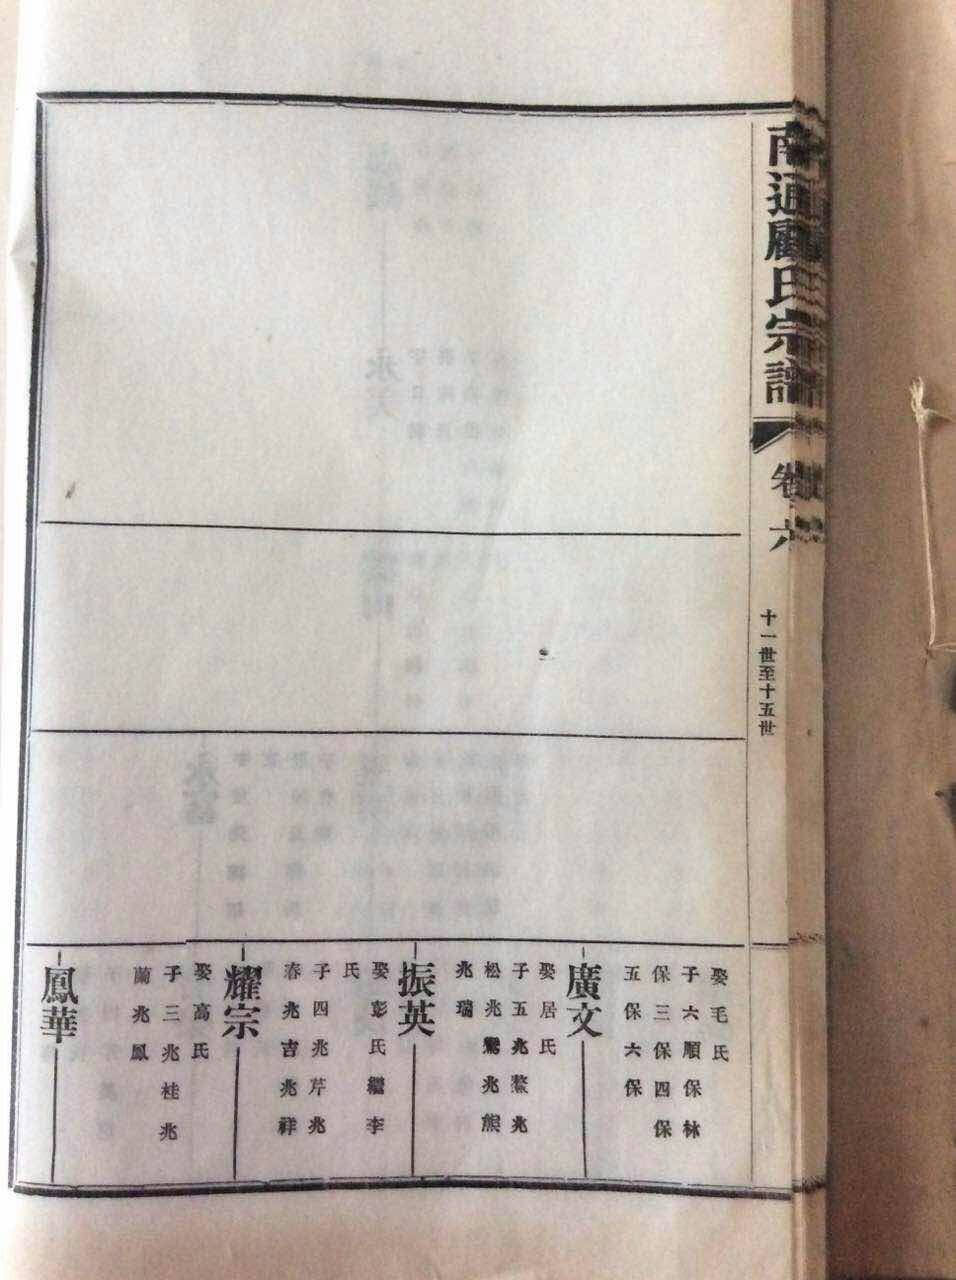 南通顧氏宗譜
卷六
十一世至十五世
娶毛氏
子六順保林
保三保四保
五保六保
廣文
娶居氏
子五兆鰲兆
松兆鸞兆熊
兆瑞
振英
娶彭氏繼李
氏
子四兆芹兆
春兆吉兆祥
耀宗
娶高氏
子三兆桂兆
蘭兆鳳
鳳華